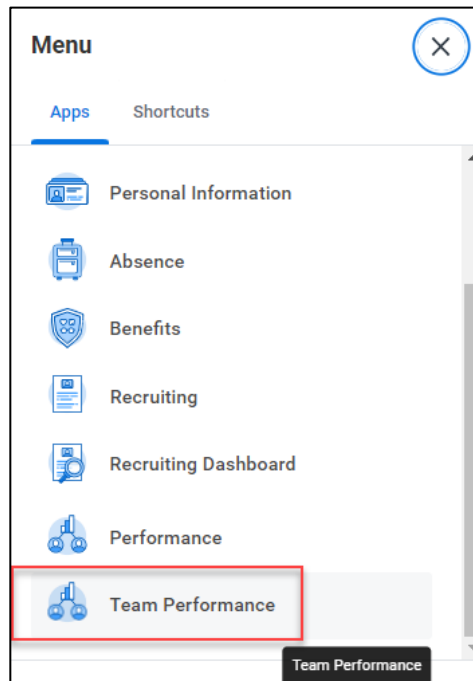 Menu
Apps Shortcuts
Personal Information
Absence
Benefits
Recruiting
Recruiting Dashboard
Performance
Team Performance
Team Performance